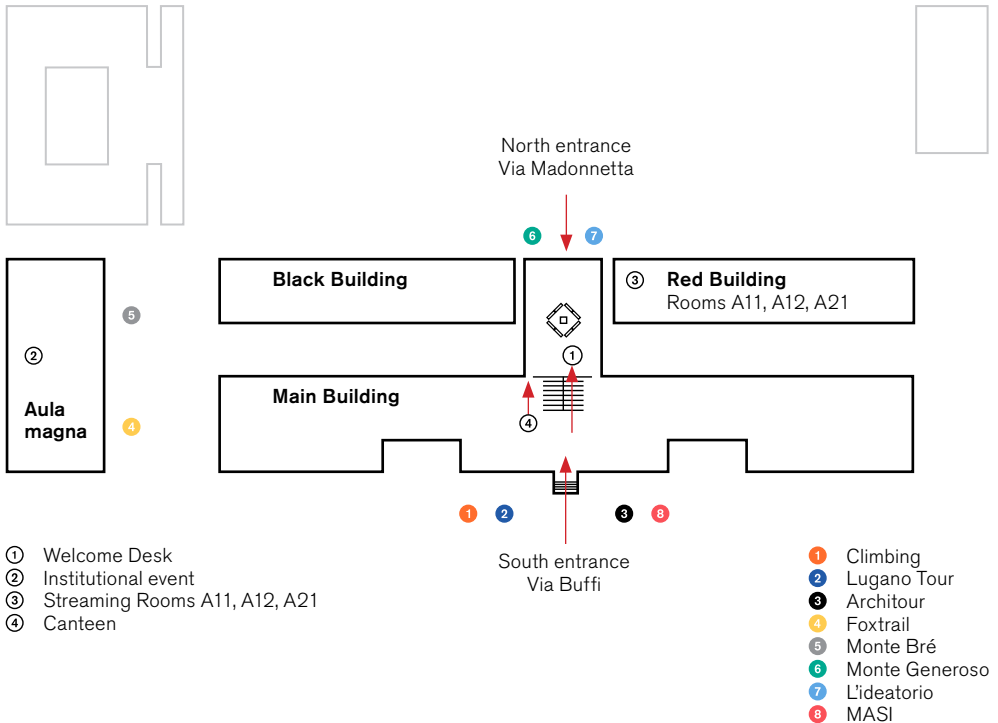 North entrance
Via Madonnetta
6
7
Black Building
3
Red Building
Rooms A11, A12, A21
5
2
1
Main Building
Aula
magna
4
4
1
2
3
8
South entrance
Via Buffi
1 Welcome Desk
2 Institutional event
3 Streaming Rooms A11, A12, A21
4 Canteen
1 Climbing
2 Lugano Tour
3 Architour
4 Foxtrail
5 Monte Bré
6 Monte Generoso
7 L'ideatorio
8 MASI